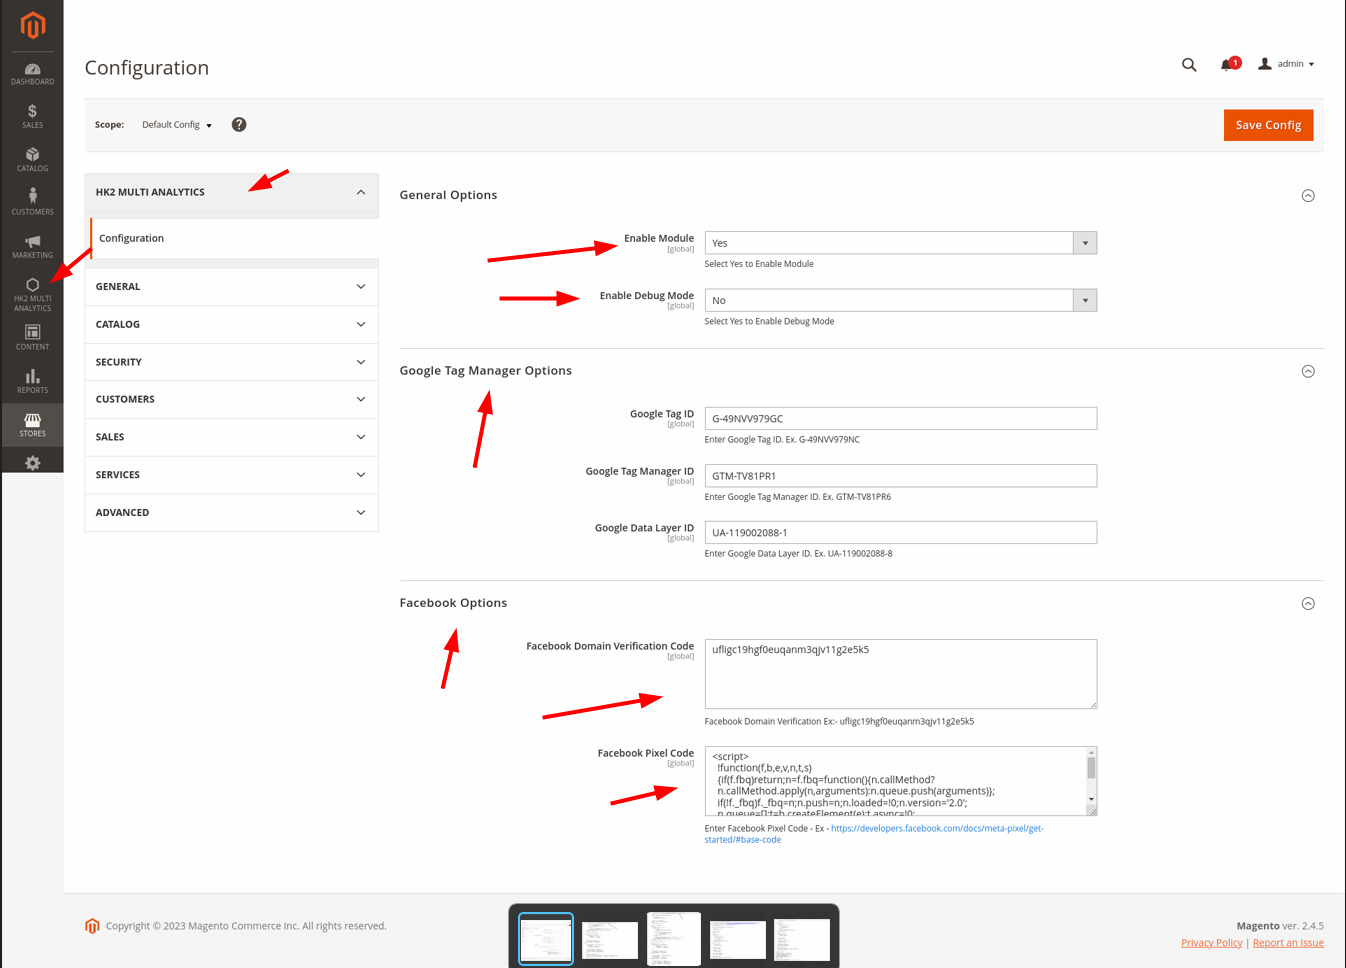 Configuration
1
admin
DASHBOARD
SALES
CATALOG
CUSTOMERS
MARKETING
HK2 MULTI
ANALYTICS
CONTENT
REPORTS
STORES
Scope: Default Config ?
Save Config
HK2 MULTI ANALYTICS
Configuration
GENERAL
CATALOG
SECURITY
CUSTOMERS
SALES
SERVICES
ADVANCED
General Options
Enable Module
[global]
Yes
Select Yes to Enable Module
Enable Debug Mode
[global]
No
Select Yes to Enable Debug Mode
Google Tag Manager Options
Google Tag ID
[global]
G-49NVV979GC
Enter Google Tag ID. Ex. G-49NVV979NC
Google Tag Manager ID
[global]
GTM-TV81PR1
Enter Google Tag Manager ID. Ex. GTM-TV81PR6
Google Data Layer ID
[global]
UA-119002088-1
Enter Google Data Layer ID. Ex. UA-119002088-8
Facebook Options
Facebook Domain Verification Code
[global]
ufligc19hgf0euqanm3qjv11g2e5k5
Facebook Domain Verification Ex:- ufligc19hgf0euqanm3qjv11g2e5k5
Facebook Pixel Code
[global]
<script>
!function(f,b,e,v,n,t,s)
{if(f.fbq)return;n=f.fbq=function(){n.callMethod?
n.callMethod.apply(n,arguments):n.queue.push(arguments)};
if(!f._fbq)f._fbq=n;n.push=n;n.loaded=!0;n.version='2.0';
n.queue=[];t=b.createElement(e);t.async=!0;
Enter Facebook Pixel Code - Ex - https://developers.facebook.com/docs/meta-pixel/get-
started/#base-code
Copyright © 2023 Magento Commerce Inc. All rights reserved.
Magento ver. 2.4.5
Privacy Policy | Report an Issue